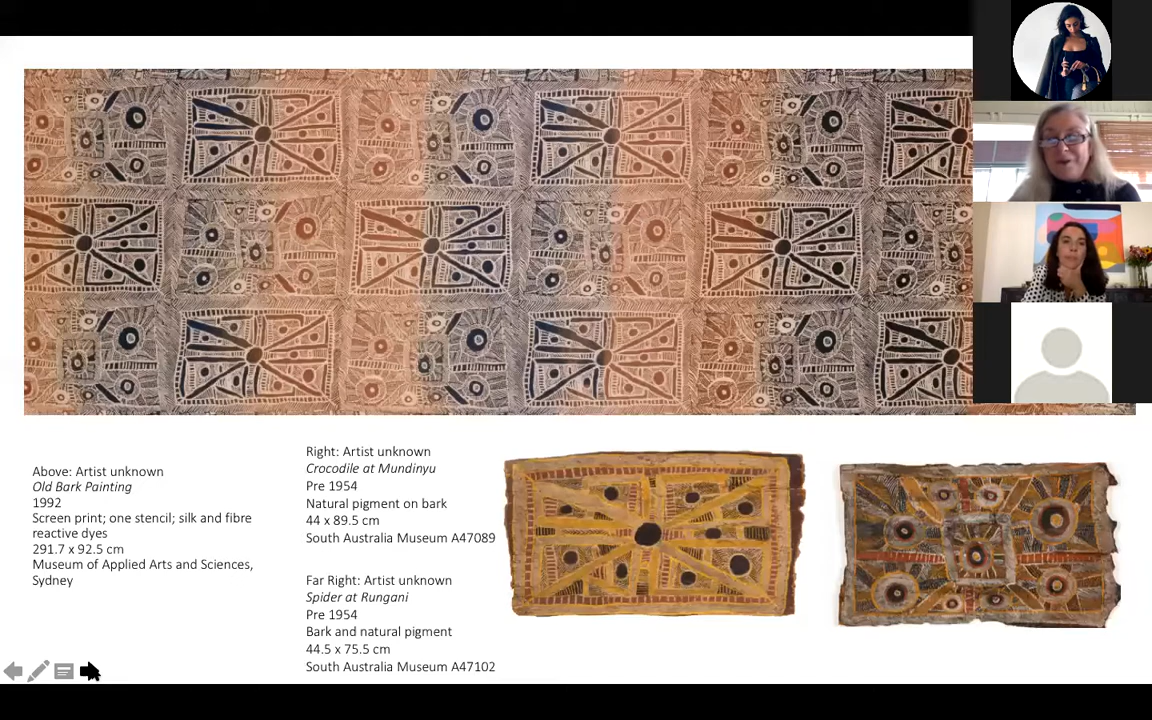 Above: Artist unknown
Old Bark Painting
1992
Screen print; one stencil; silk and fibre
reactive dyes
291.7 x 92.5 cm
Museum of Applied Arts and Sciences,
Sydney
Right: Artist unknown
Crocodile at Mundinyu
Pre 1954
Natural pigment on bark
44 x 89.5 cm
South Australia Museum A47089
Far Right: Artist unknown
Spider at Rungani
Pre 1954
Bark and natural pigment
44.5 x 75.5 cm
South Australia Museum A47102